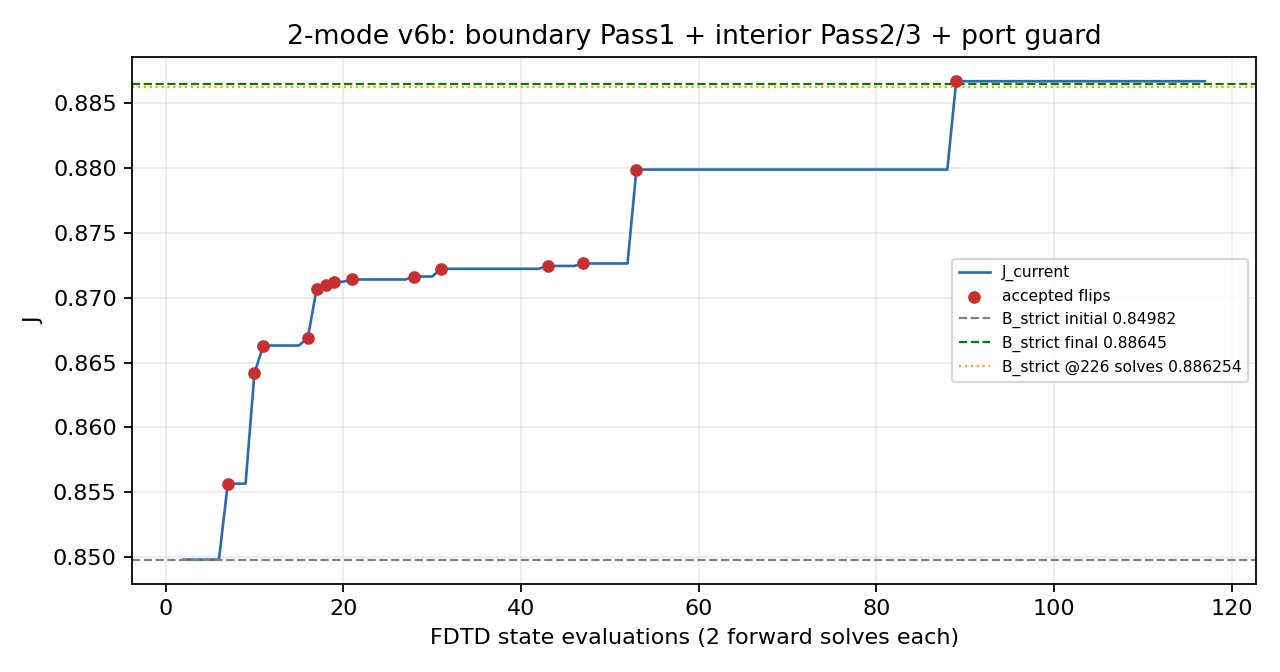 2-mode v6b: boundary Pass1 + interior Pass2/3 + port guard
J
0.885
0.880
0.875
0.870
0.865
0.860
0.855
0.850
J_current
accepted flips
B_strict initial 0.84982
B_strict final 0.88645
B_strict @226 solves 0.886254
0 20 40 60 80 100 120
FDTD state evaluations (2 forward solves each)